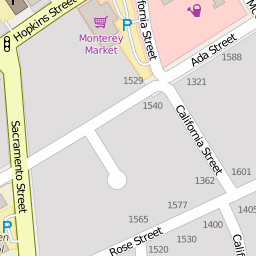 P
Hopkins Street
Monterey
Market
California Street
Ada Street
1588
1529
1321
1540
Sacramento Street
California Street
1362
1601
1577
1405
1565
1400
P
Rose Street
1530
1520